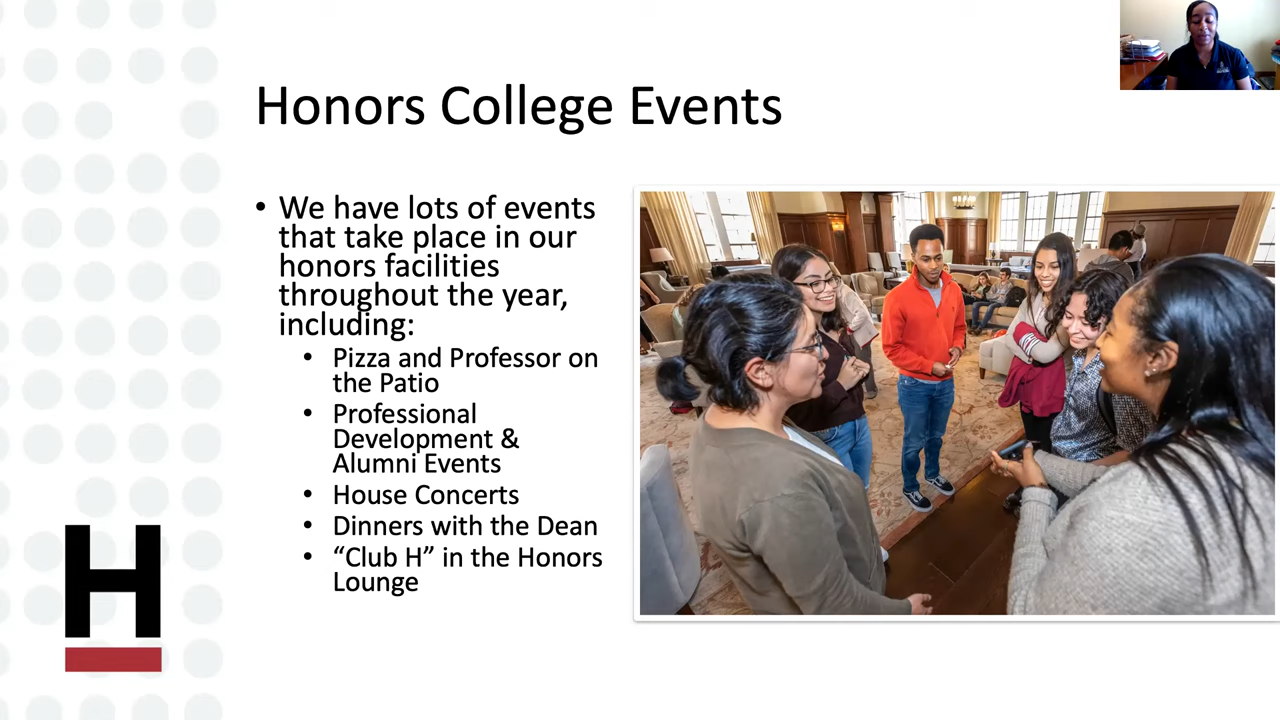 Honors College Events
• We have lots of events
that take place in our
honors facilities
throughout the year,
including:
• Pizza and Professor on
the Patio
• Professional
Development &
Alumni Events
• House Concerts
• Dinners with the Dean
• “Club H” in the Honors
Lounge
H